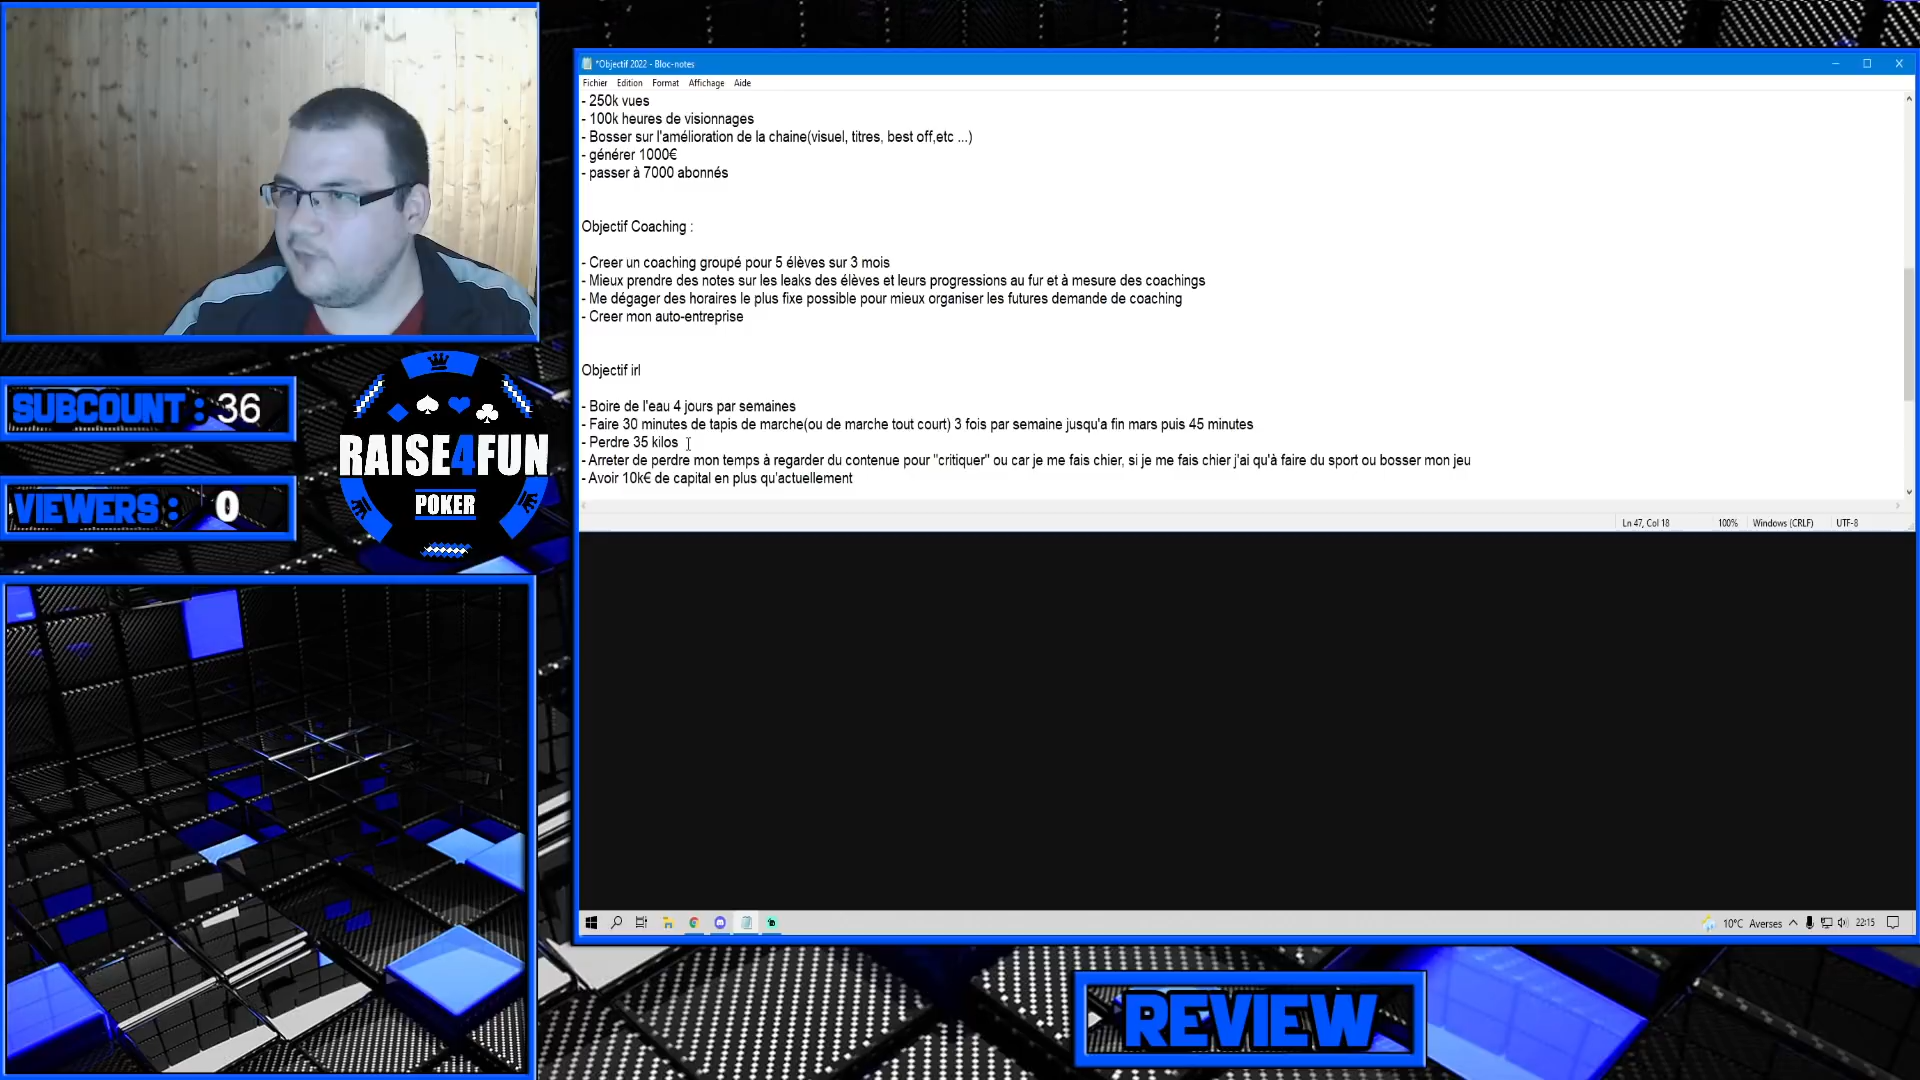 *Objectif 2022 - Bloc-notes
Fichier Edition Format Affichage Aide
- 250k vues
- 100k heures de visionnages
- Bosser sur l'amélioration de la chaine(visuel, titres, best off,etc ...)
- générer 1000€
- passer à 7000 abonnés
Objectif Coaching :
- Creer un coaching groupé pour 5 élèves sur 3 mois
- Mieux prendre des notes sur les leaks des élèves et leurs progressions au fur et à mesure des coachings
- Me dégager des horaires le plus fixe possible pour mieux organiser les futures demande de coaching
- Creer mon auto-entreprise
Objectif irl
- Boire de l'eau 4 jours par semaines
- Faire 30 minutes de tapis de marche(ou de marche tout court) 3 fois par semaine jusqu'a fin mars puis 45 minutes
- Perdre 35 kilos
- Arreter de perdre mon temps à regarder du contenue pour "critiquer" ou car je me fais chier, si je me fais chier j'ai qu'à faire du sport ou bosser mon jeu
- Avoir 10k€ de capital en plus qu'actuellement
Ln 47, Col 18 100% Windows (CRLF) UTF-8
SUBCOUNT : 36
VIEWERS : 0
RAISE4FUN
POKER
10°C Averses 22:15
REVIEW